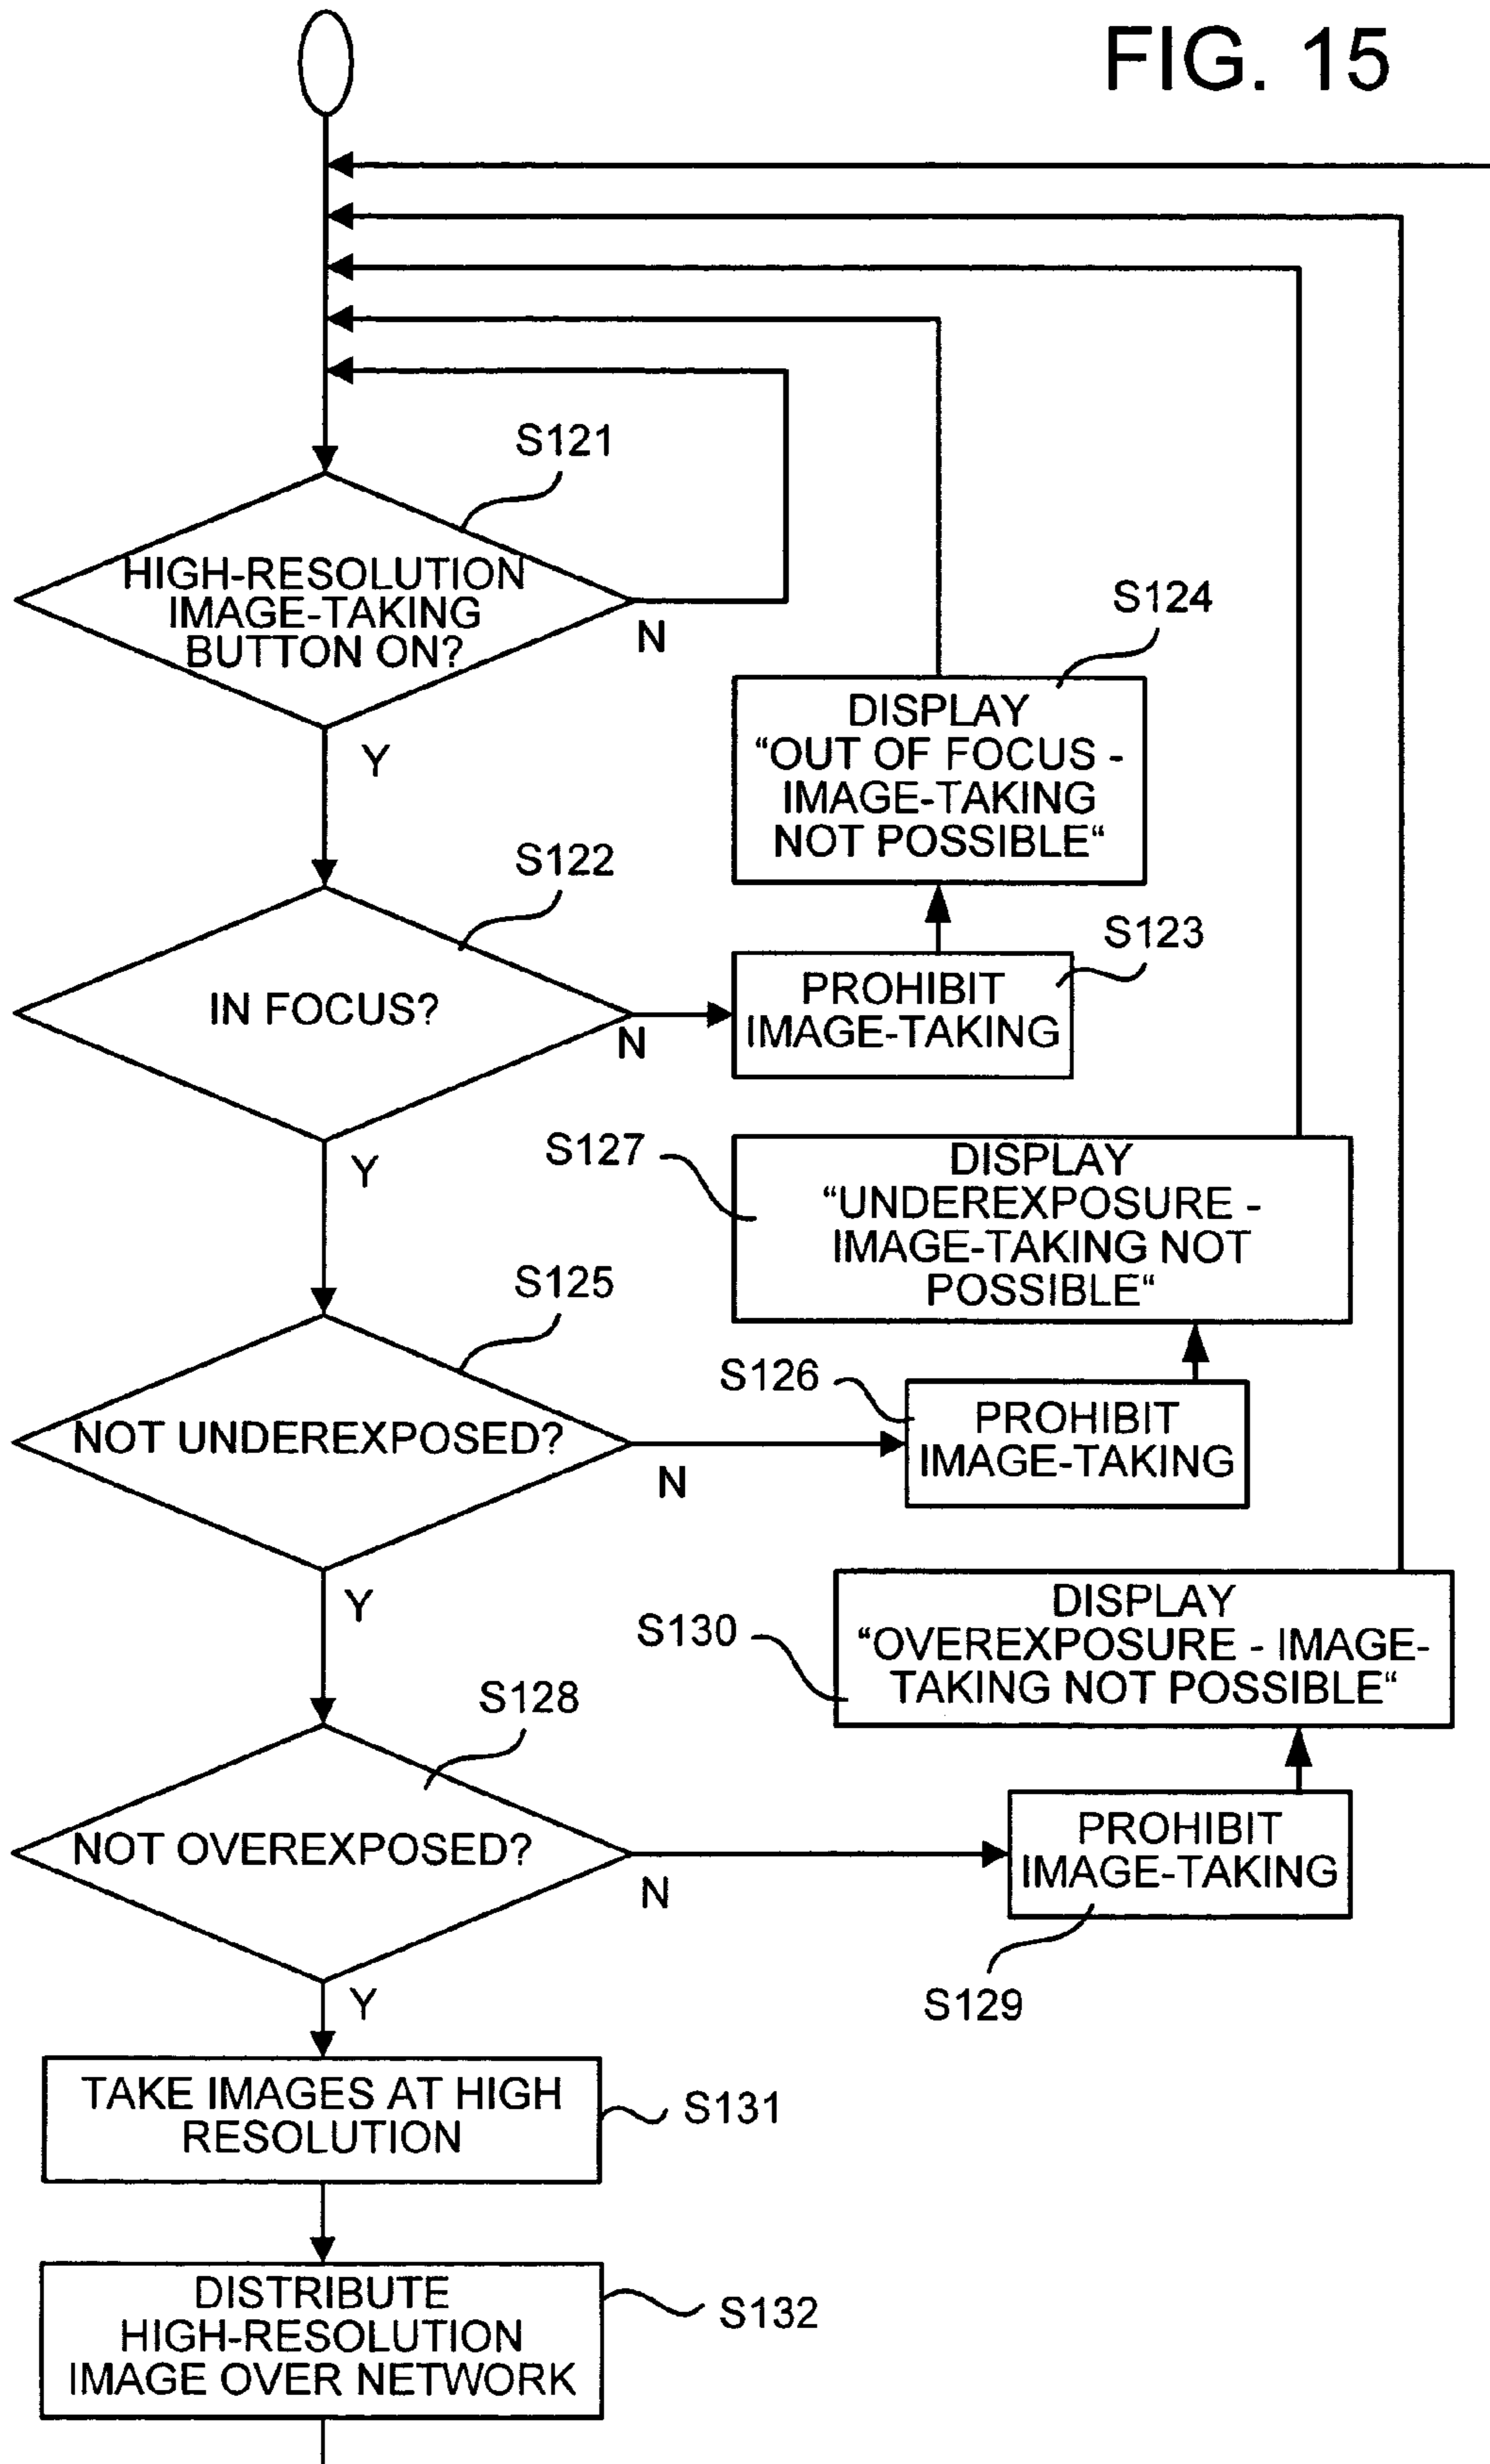 FIG. 15
S121
HIGH-RESOLUTION
IMAGE-TAKING
BUTTON ON?
N
Y
S124
DISPLAY
“OUT OF FOCUS -
IMAGE-TAKING
NOT POSSIBLE“
S122
IN FOCUS?
N
Y
S123
PROHIBIT
IMAGE-TAKING
S127
DISPLAY
“UNDEREXPOSURE -
IMAGE-TAKING NOT
POSSIBLE“
S125
NOT UNDEREXPOSED?
N
Y
S126
PROHIBIT
IMAGE-TAKING
S130
DISPLAY
“OVEREXPOSURE - IMAGE-
TAKING NOT POSSIBLE“
S128
NOT OVEREXPOSED?
N
Y
PROHIBIT
IMAGE-TAKING
S129
TAKE IMAGES AT HIGH
RESOLUTION
S131
DISTRIBUTE
HIGH-RESOLUTION
IMAGE OVER NETWORK
S132